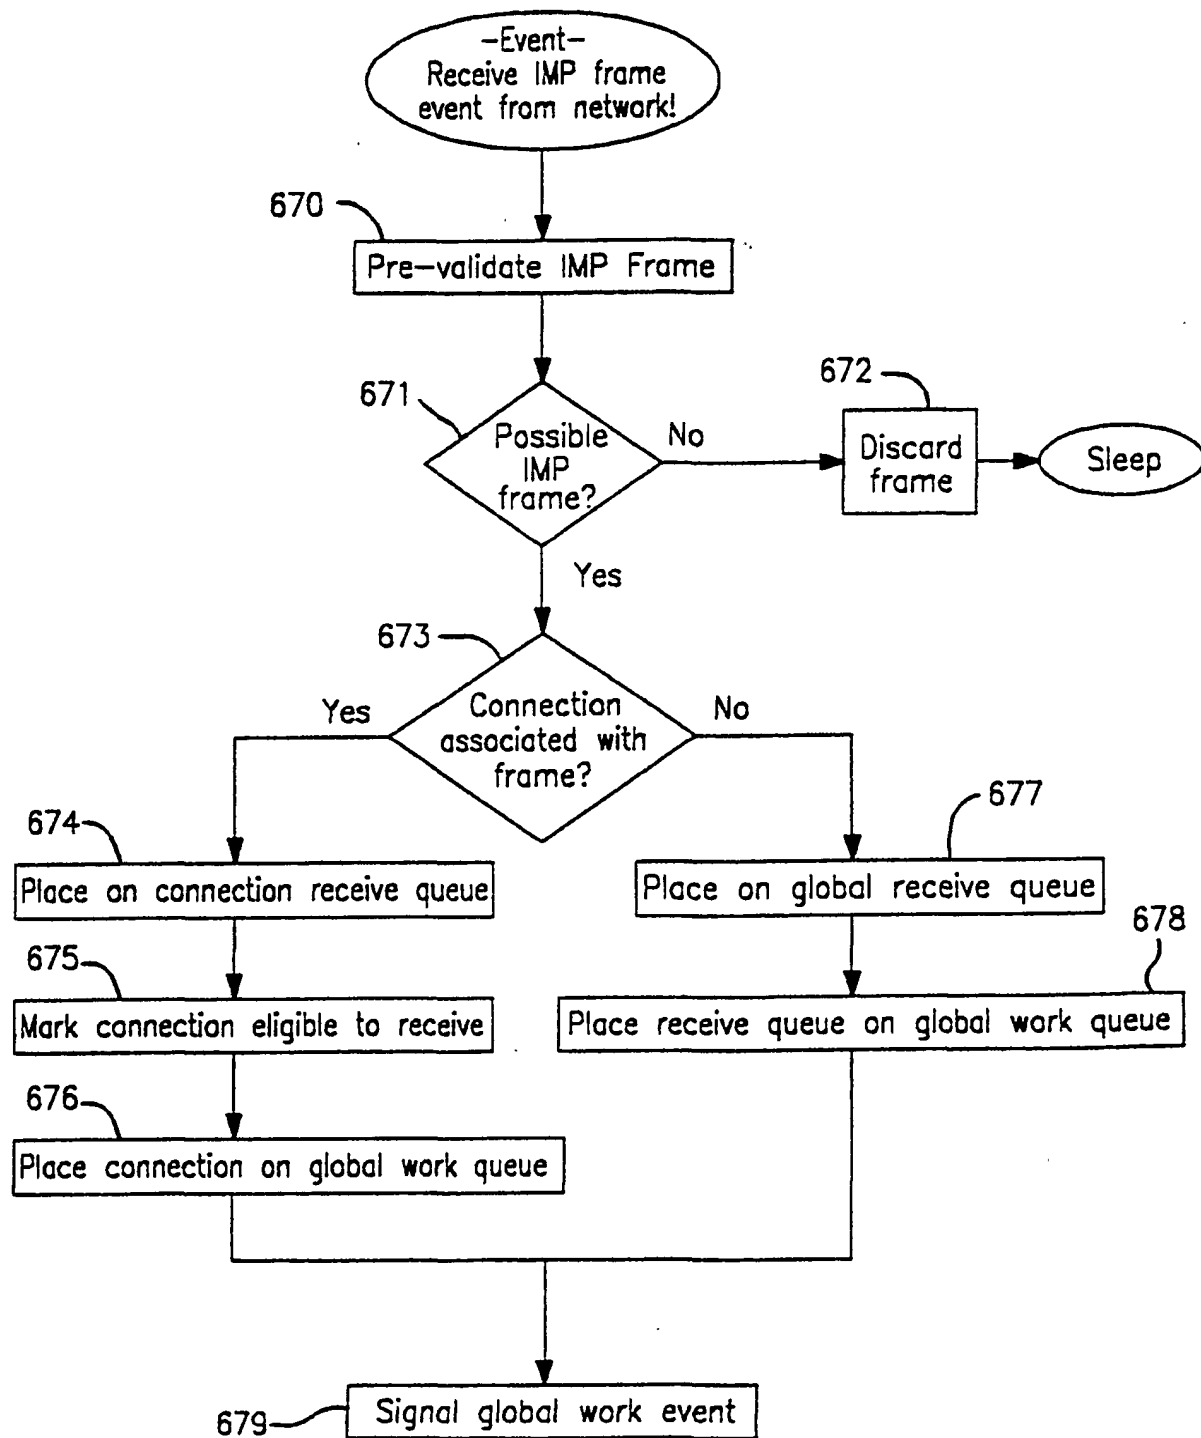 -Event-
Receive IMP frame
event from network!
670
Pre-validate IMP Frame
671
Possible
IMP
frame?
No
672
Discard
frame
Sleep
Yes
673
Connection
associated with
frame?
Yes
No
674
Place on connection receive queue
677
Place on global receive queue
675
Mark connection eligible to receive
678
Place receive queue on global work queue
676
Place connection on global work queue
679
Signal global work event